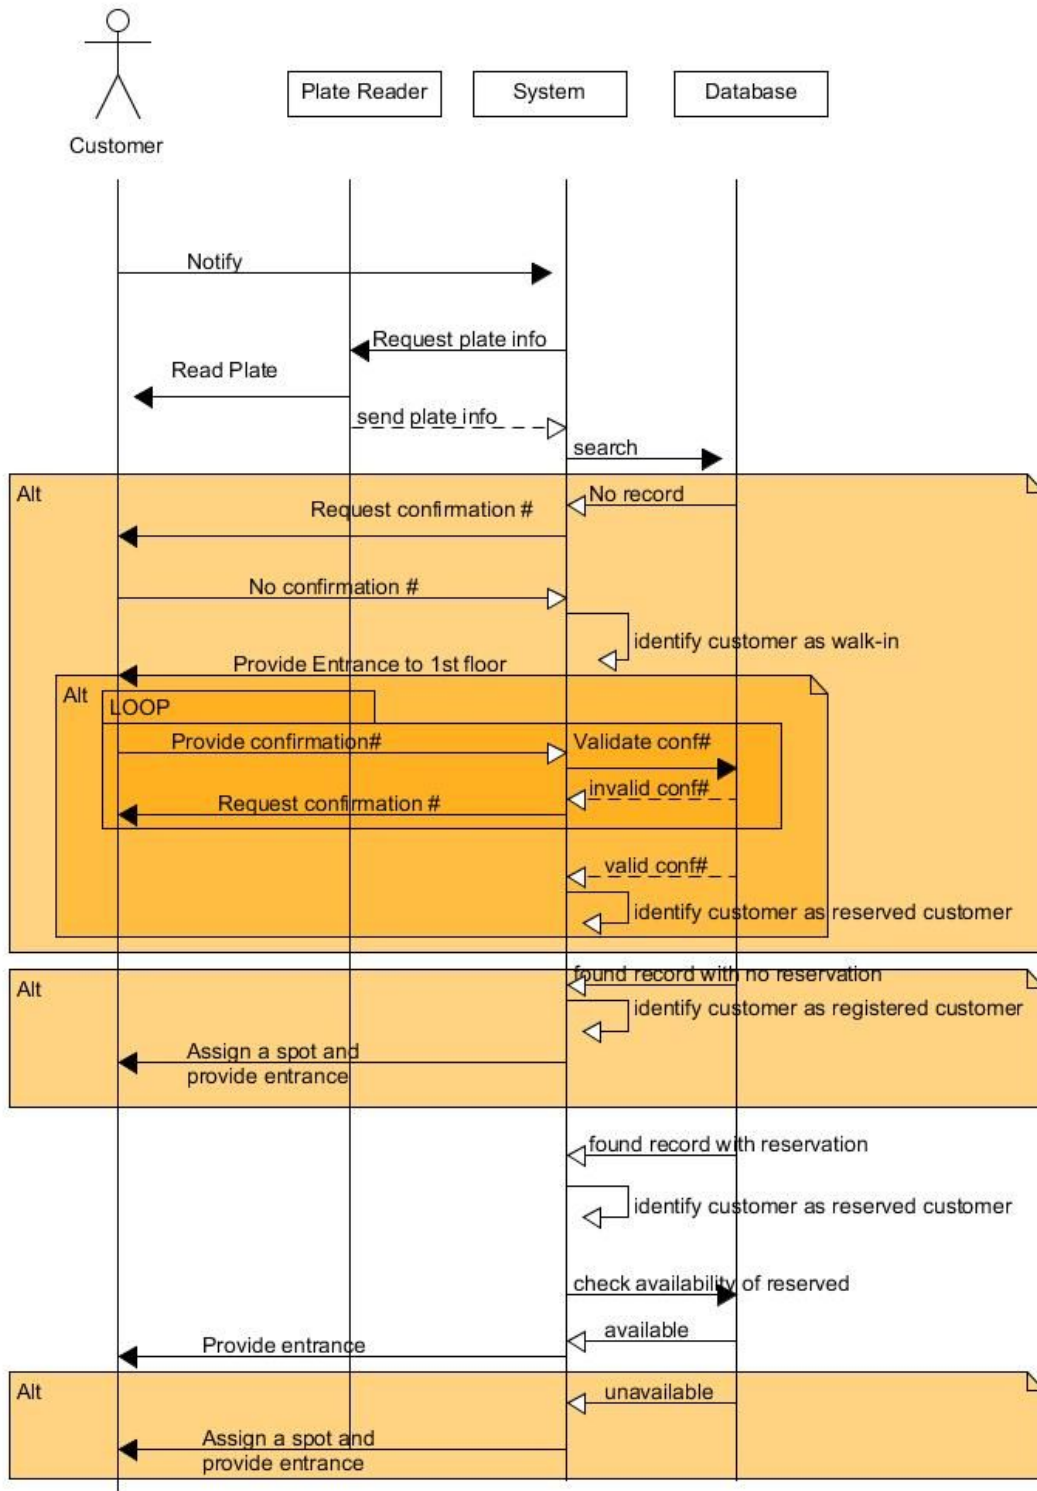 Customer
Plate Reader
System
Database
Notify
Request plate info
Read Plate
send plate info
search
Alt
No record
Request confirmation #
No confirmation #
identify customer as walk-in
Provide Entrance to 1st floor
Alt
LOOP
Provide confirmation#
Validate conf#
invalid conf#
Request confirmation #
valid conf#
identify customer as reserved customer
Alt
found record with no reservation
identify customer as registered customer
Assign a spot and
provide entrance
found record with reservation
identify customer as reserved customer
check availability of reserved
available
Provide entrance
Alt
unavailable
Assign a spot and
provide entrance